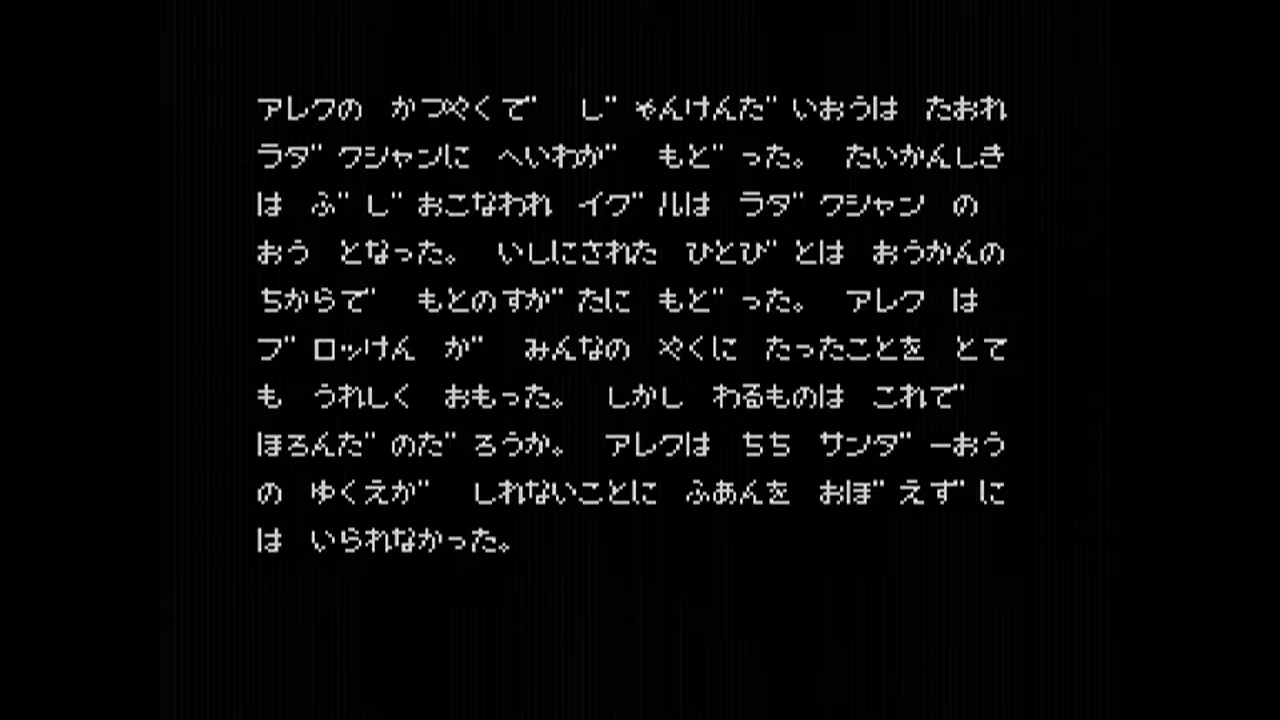 アレクの かつやくで じゃんけんだいおうは たおれ
ラダクシャンに へいわが もどった。 たいかんしき
は ぶじおこなわれ イグルは ラダクシャン の
おう となった。 いしにされた ひとびとは おうかんの
ちからで もとのすがたに もどった。 アレク は
ブロッけん が みんなの やくに たったことを とて
も うれしく おもった。 しかし わるものは これで
ほろんだのだろうか。 アレクは ちち サンダーおう
の ゆくえが しれないことに ふあんを おぼえずに
は いられなかった。